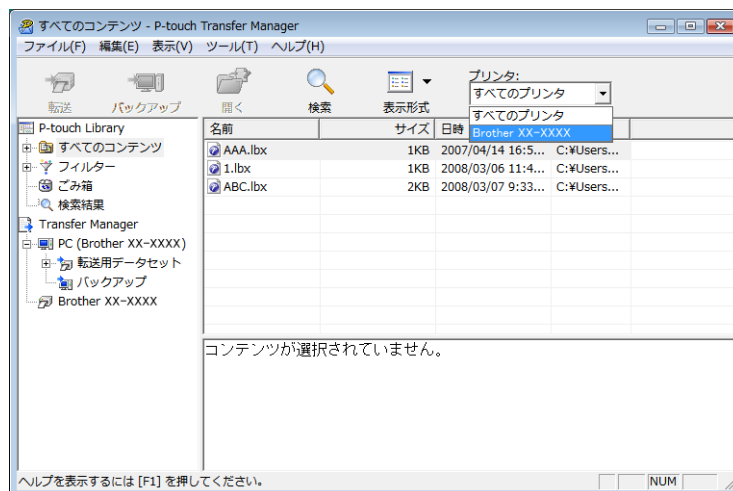 すべてのコンテンツ - P-touch Transfer Manager
ファイル(F) 編集(E) 表示(V) ツール(T) ヘルプ(H)
転送 バックアップ 開く 検索 表示形式
プリンタ:
すべてのプリンタ
すべてのプリンタ
Brother XX-XXXX
P-touch Library
すべてのコンテンツ
フィルター
ごみ箱
検索結果
Transfer Manager
PC (Brother XX-XXXX)
転送用データセット
バックアップ
Brother XX-XXXX
名前 サイズ 日時
AAA.lbx 1KB 2007/04/14 16:5... C:¥Users...
1.lbx 1KB 2008/03/06 11:4... C:¥Users...
ABC.lbx 2KB 2008/03/07 9:33... C:¥Users...
コンテンツが選択されていません。
ヘルプを表示するには [F1] を押してください。 NUM